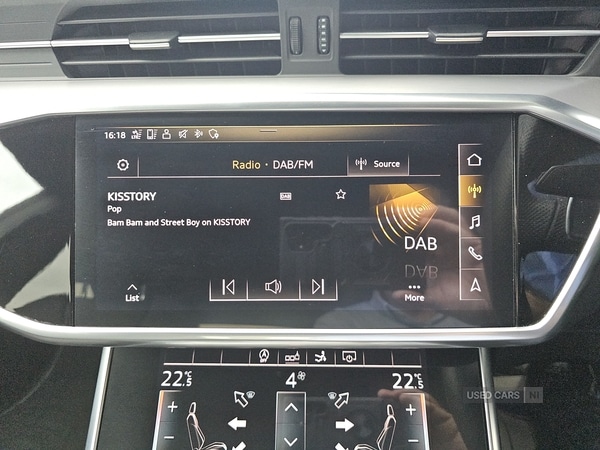 16:18
Radio · DAB/FM
Source
KISSTORY
DAB
Pop
Bam Bam and Street Boy on KISSTORY
DAB
List
More
22.5 °C
4
22.5 °C
USED CARS NI